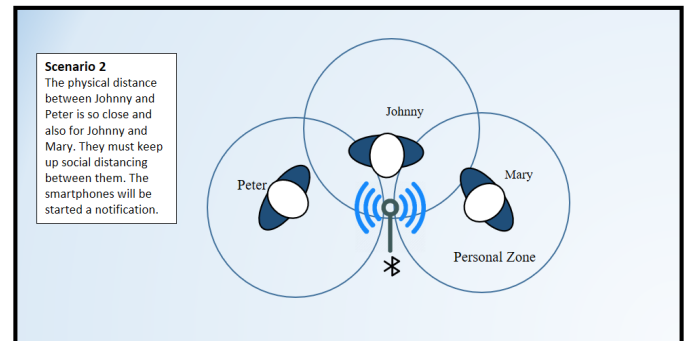 Scenario 2
The physical distance
between Johnny and
Peter is so close and
also for Johnny and
Mary. They must keep
up social distancing
between them. The
smartphones will be
started a notification.
Johnny
Peter
Mary
Personal Zone